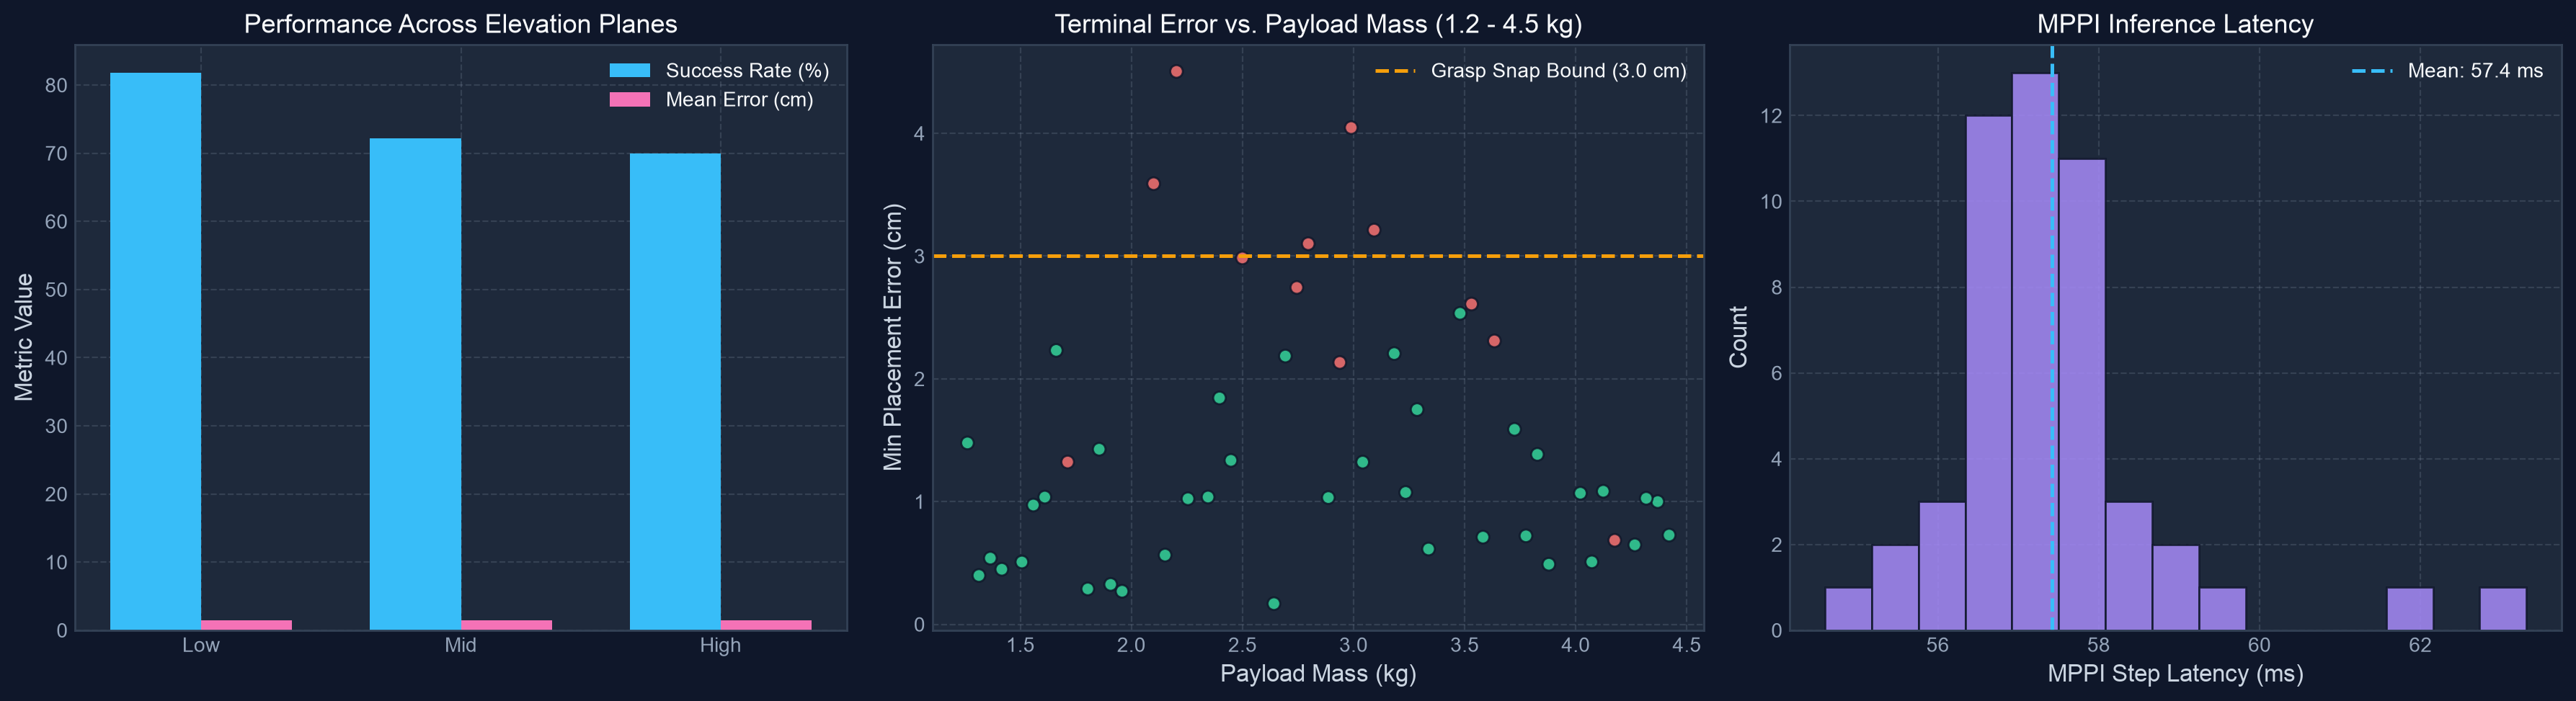 Performance Across Elevation Planes
Success Rate (%)
Mean Error (cm)
Metric Value
80
70
60
50
40
30
20
10
0
Low
Mid
High
Terminal Error vs. Payload Mass (1.2 - 4.5 kg)
Grasp Snap Bound (3.0 cm)
Min Placement Error (cm)
4
3
2
1
0
1.5
2.0
2.5
3.0
3.5
4.0
4.5
Payload Mass (kg)
MPPI Inference Latency
Mean: 57.4 ms
Count
12
10
8
6
4
2
0
56
58
60
62
MPPI Step Latency (ms)